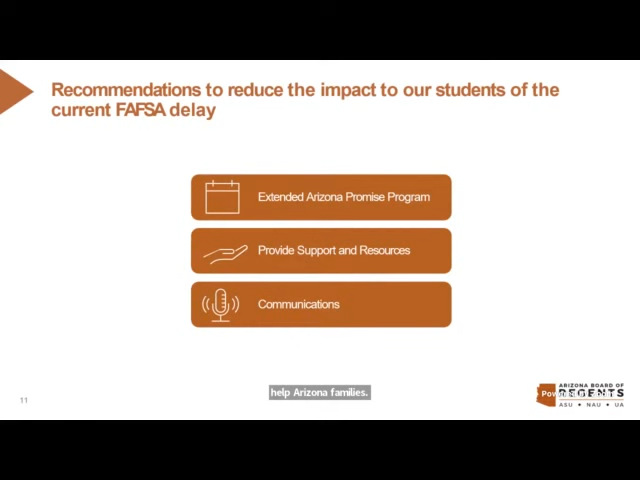 Recommendations to reduce the impact to our students of the
current FAFSA delay
Extended Arizona Promise Program
Provide Support and Resources
Communications
help Arizona families.
11
ARIZONA BOARD OF
REGENTS
ASU • NAU • UA